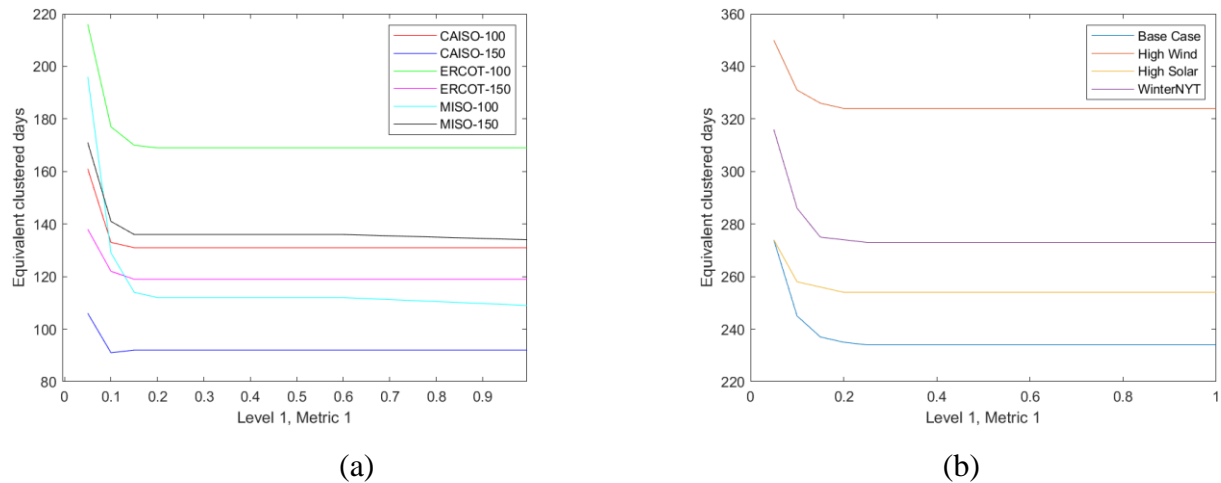 220
200
180
160
140
120
100
80
Equivalent clustered days
0 0.1 0.2 0.3 0.4 0.5 0.6 0.7 0.8 0.9
Level 1, Metric 1
CAISO-100
CAISO-150
ERCOT-100
ERCOT-150
MISO-100
MISO-150
(a)
360
340
320
300
280
260
240
220
Equivalent clustered days
0 0.2 0.4 0.6 0.8 1
Level 1, Metric 1
Base Case
High Wind
High Solar
WinterNYT
(b)